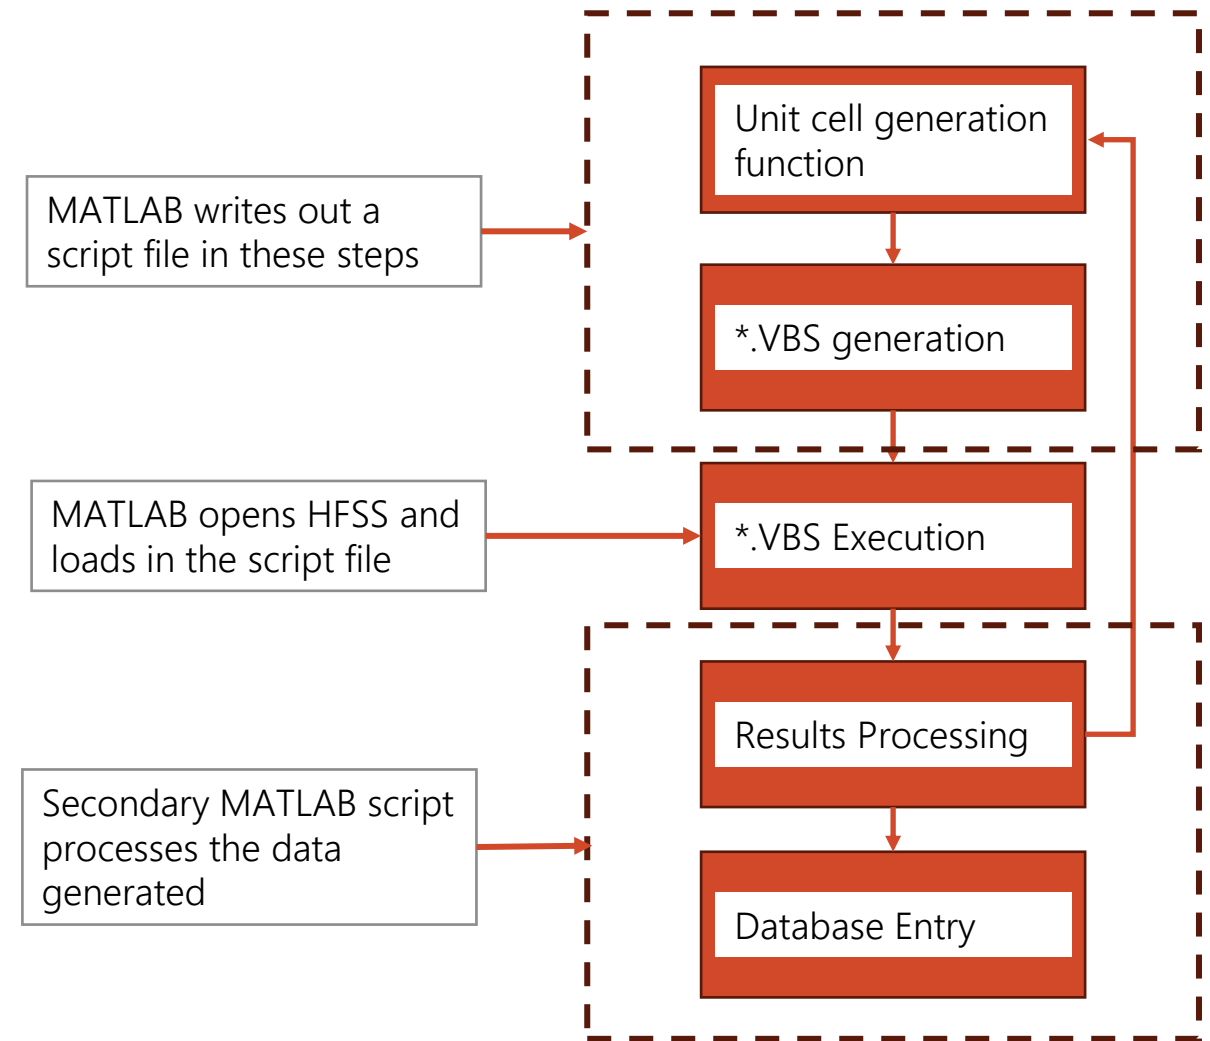 Unit cell generation
function
MATLAB writes out a
script file in these steps
*.VBS generation
MATLAB opens HFSS and
loads in the script file
*.VBS Execution
Results Processing
Secondary MATLAB script
processes the data
generated
Database Entry